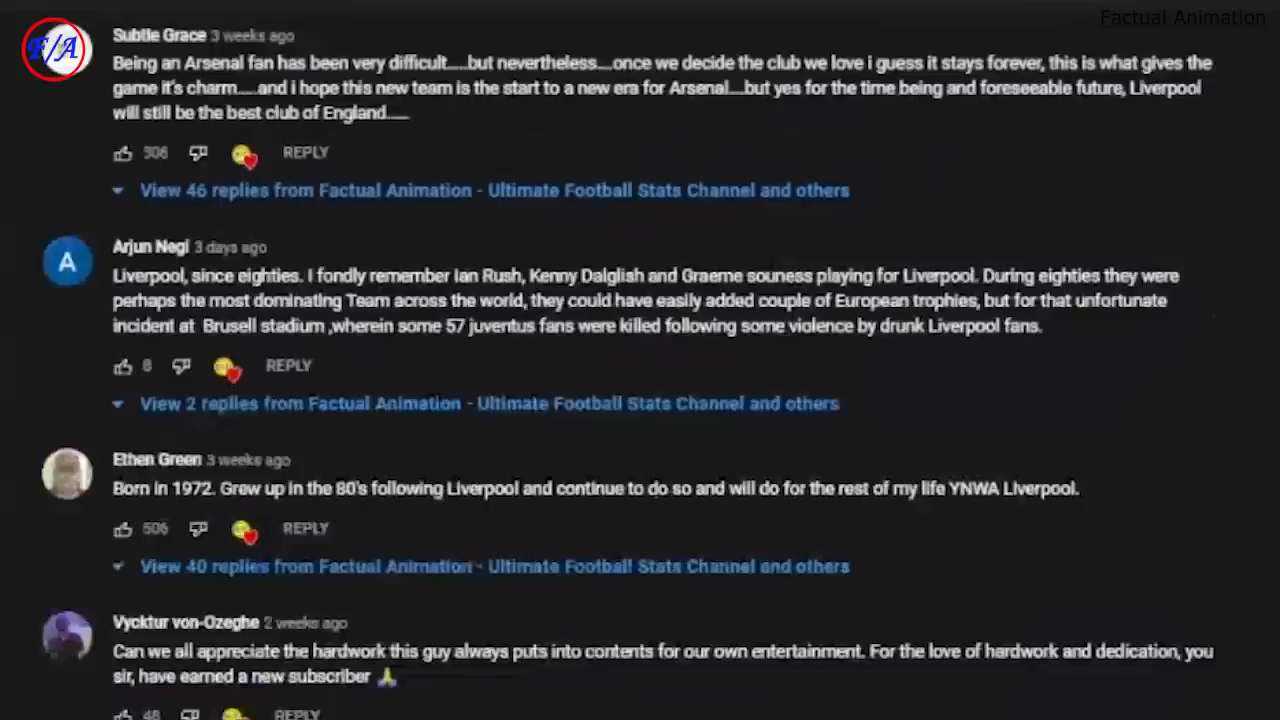 Factual Animation
F/A
Subtle Grace 3 weeks ago
Being an Arsenal fan has been very difficult.....but nevertheless....once we decide the club we love i guess it stays forever, this is what gives the
game it's charm.....and i hope this new team is the start to a new era for Arsenal....but yes for the time being and foreseeable future, Liverpool
will still be the best club of England......
306 REPLY
View 46 replies from Factual Animation - Ultimate Football Stats Channel and others
A
Arjun Negi 3 days ago
Liverpool, since eighties. I fondly remember Ian Rush, Kenny Dalglish and Graeme souness playing for Liverpool. During eighties they were
perhaps the most dominating Team across the world, they could have easily added couple of European trophies, but for that unfortunate
incident at Brusell stadium ,wherein some 57 juventus fans were killed following some violence by drunk Liverpool fans.
8 REPLY
View 2 replies from Factual Animation - Ultimate Football Stats Channel and others
Ethen Green 3 weeks ago
Born in 1972. Grew up in the 80's following Liverpool and continue to do so and will do for the rest of my life YNWA Liverpool.
506 REPLY
View 40 replies from Factual Animation - Ultimate Football Stats Channel and others
Vycktur von-Ozeghe 2 weeks ago
Can we all appreciate the hardwork this guy always puts into contents for our own entertainment. For the love of hardwork and dedication, you
sir, have earned a new subscriber 🙏
48 REPLY